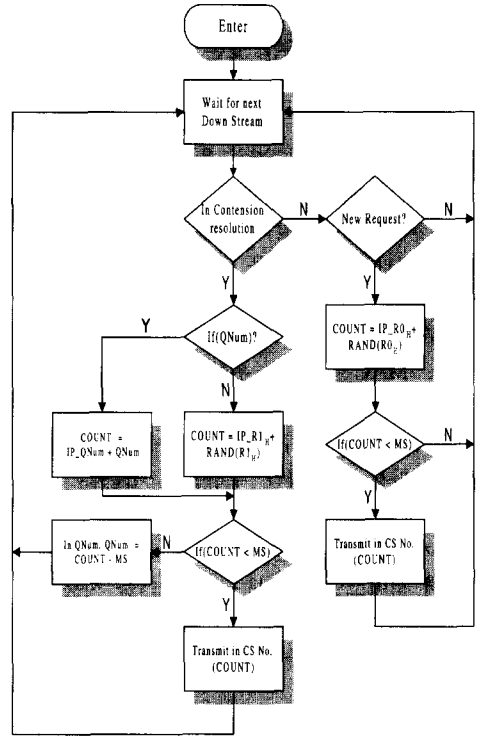 Enter
Wait for next
Down Stream
In Contension
resolution
N
New Request?
N
Y
Y
COUNT = IP_R0H+
RAND(R0E)
Y
If(QNum)?
N
COUNT =
IP_QNum + QNum
COUNT = IP_R1H+
RAND(R1H)
If(COUNT < MS)
N
Y
In QNum. QNum =
COUNT - MS
N
If(COUNT < MS)
Transmit in CS No.
(COUNT)
Y
Transmit in CS No.
(COUNT)